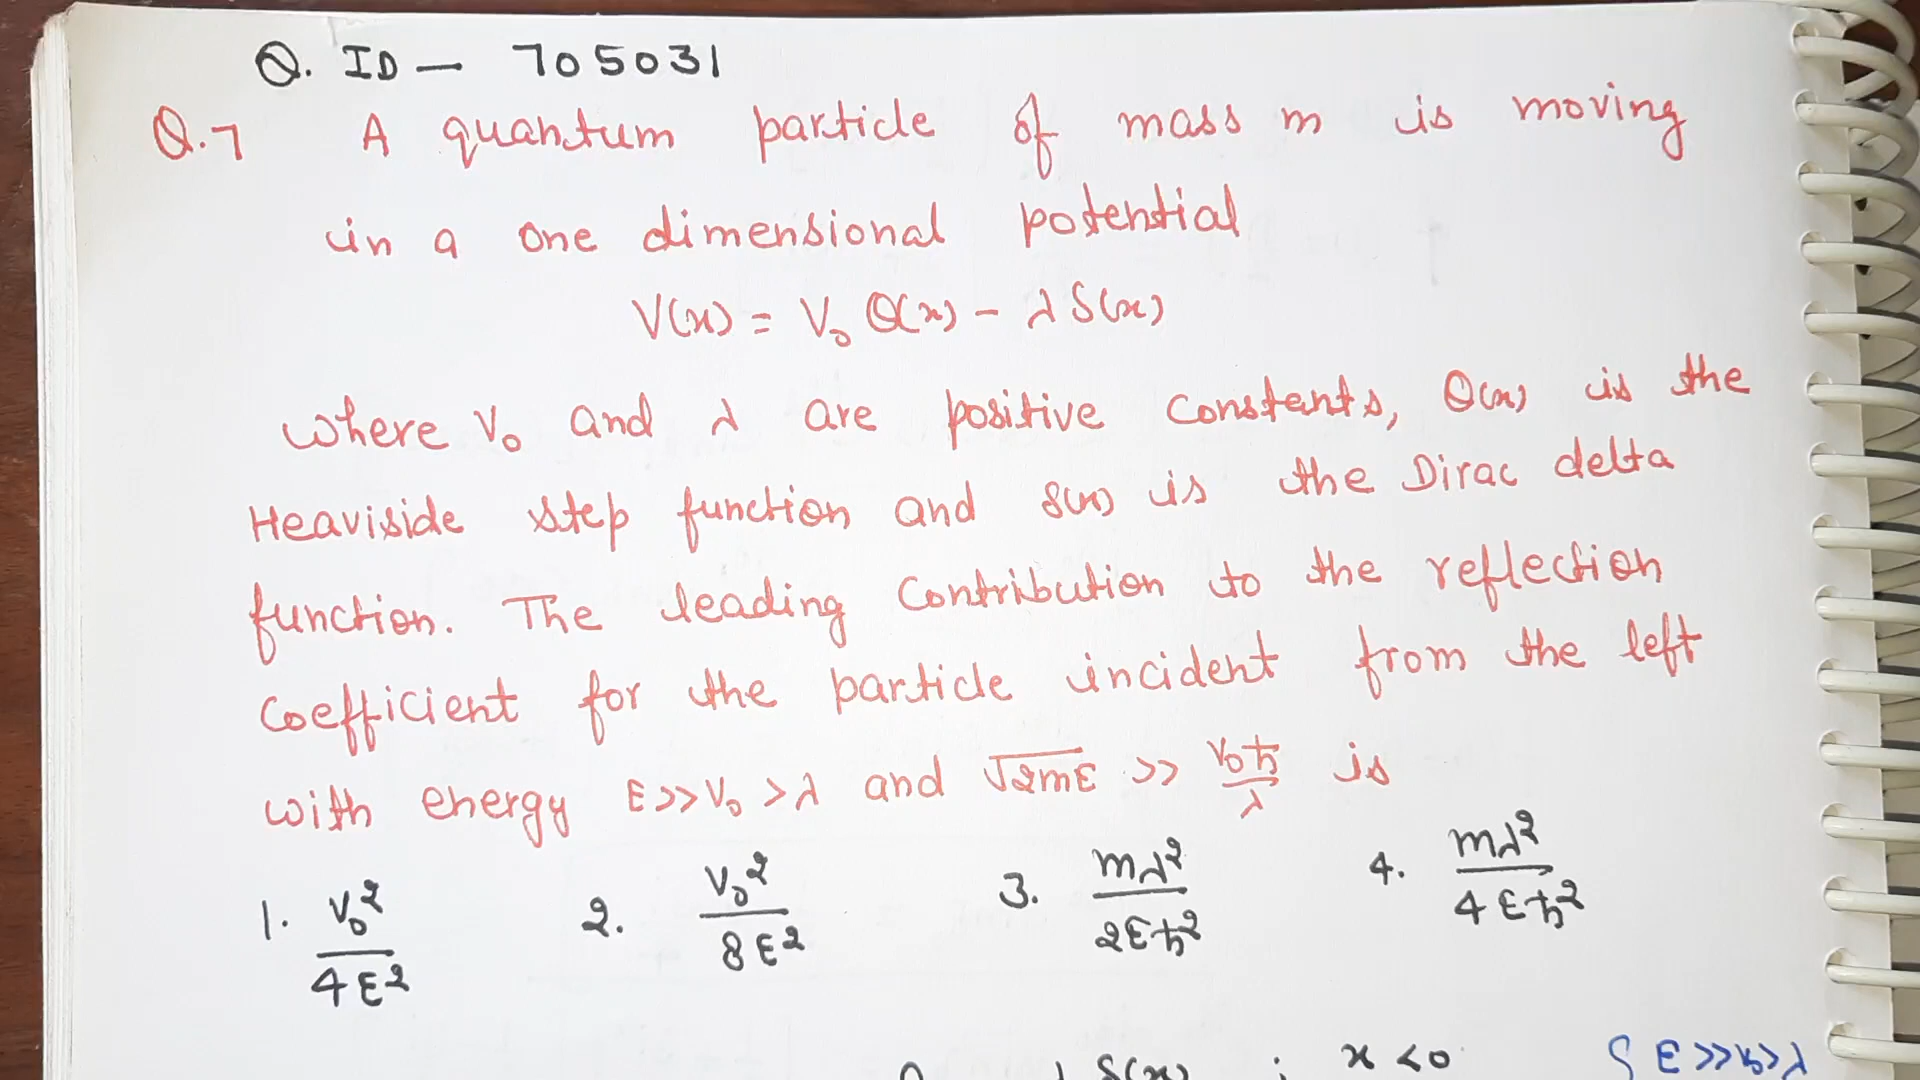 Q. ID — 705031
Q.7 A quantum particle of mass m is moving
in a one dimensional potential
V(x) = V₀ θ(x) - λ δ(x)
where V₀ and λ are positive constants, θ(x) is the
Heaviside step function and δ(x) is the Dirac delta
function. The leading contribution to the reflection
coefficient for the particle incident from the left
with energy E >> V₀ > λ and √2mE >> V₀ħ/λ is
1. V₀²/4E² 2. V₀²/8E² 3. mλ²/2Eħ² 4. mλ²/4Eħ²
δ(x) ; x < 0 E >> V₀ > λ